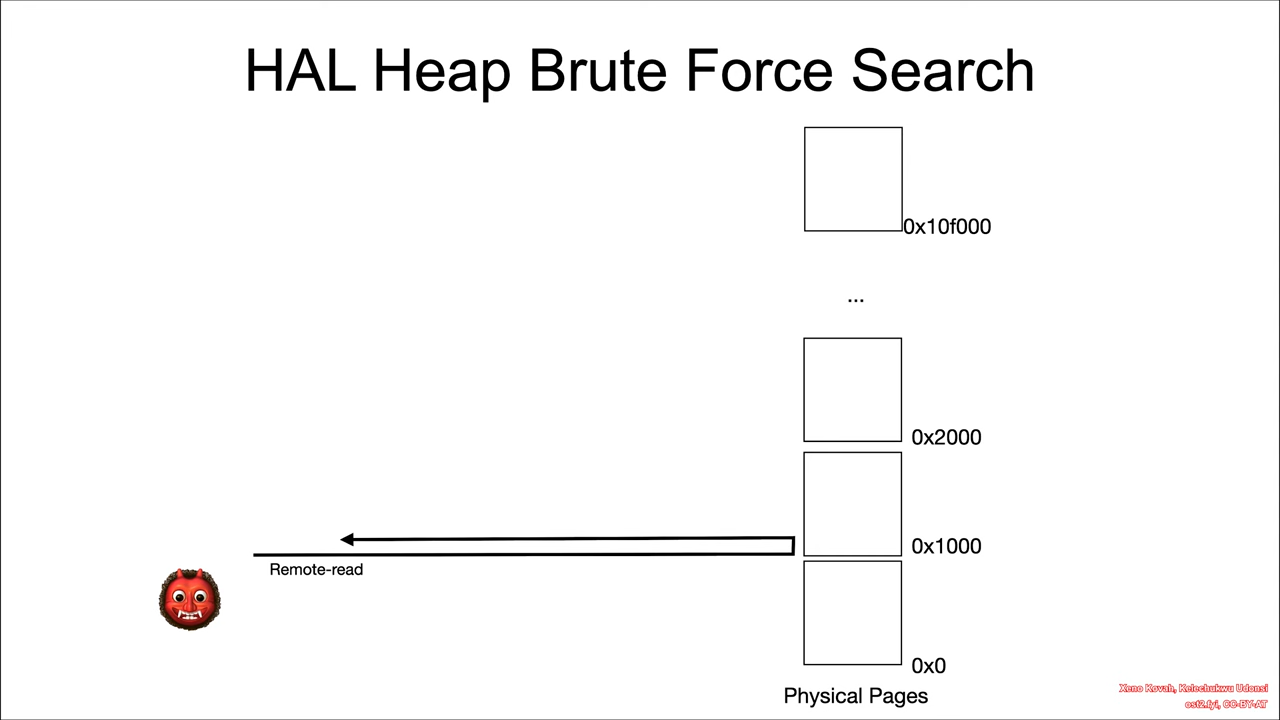 HAL Heap Brute Force Search
0x10f000
...
0x2000
0x1000
Remote-read
0x0
Physical Pages
Xeno Kovah, Kelechukwu Udonsi
ost2.fyi, CC-BY-AT